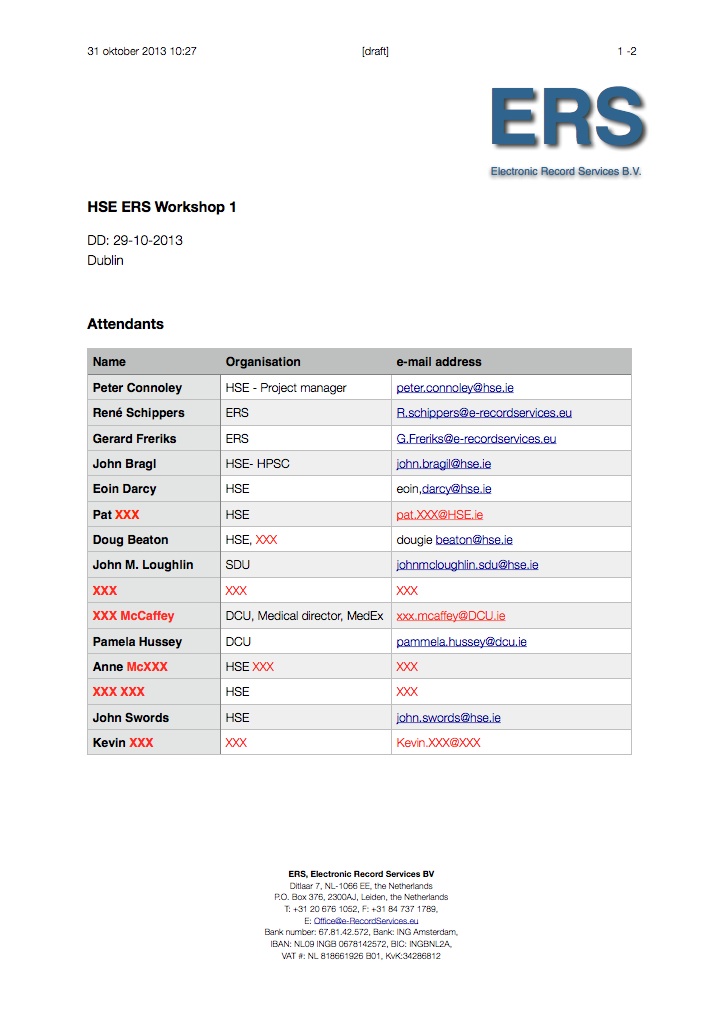 31 oktober 2013 10:27 [draft] 1 -2
ERS
Electronic Record Services B.V.
HSE ERS Workshop 1
DD: 29-10-2013
Dublin
Attendants
Name Organisation e-mail address
Peter Connoley HSE - Project manager peter.connoley@hse.ie
René Schippers ERS R.schippers@e-recordservices.eu
Gerard Freriks ERS G.Freriks@e-recordservices.eu
John Bragl HSE- HPSC john.bragil@hse.ie
Eoin Darcy HSE eoin,darcy@hse.ie
Pat XXX HSE pat.XXX@HSE.ie
Doug Beaton HSE, XXX dougie beaton@hse.ie
John M. Loughlin SDU johnmcloughlin.sdu@hse.ie
XXX XXX XXX
XXX McCaffey DCU, Medical director, MedEx xxx.mcaffey@DCU.ie
Pamela Hussey DCU pammela.hussey@dcu.ie
Anne McXXX HSE XXX XXX
XXX XXX HSE XXX
John Swords HSE john.swords@hse.ie
Kevin XXX XXX Kevin.XXX@XXX
ERS, Electronic Record Services BV
Ditlaar 7, NL-1066 EE, the Netherlands
P.O. Box 376, 2300AJ, Leiden, the Netherlands
T: +31 20 676 1052, F: +31 84 737 1789,
E: Office@e-RecordServices.eu
Bank number: 67.81.42.572, Bank: ING Amsterdam,
IBAN: NL09 INGB 0678142572, BIC: INGBNL2A,
VAT #: NL 818661926 B01, KvK:34286812